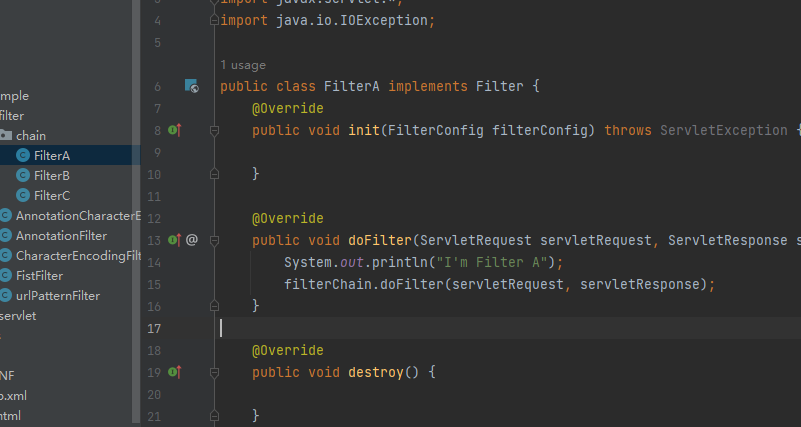 mple
filter
chain
FilterA
FilterB
FilterC
AnnotationCharacterE
AnnotationFilter
CharacterEncodingFilt
FistFilter
urlPatternFilter
servlet
NF
o.xml
html
3 import javax.servlet.*;
4 import java.io.IOException;
5
1 usage
6 public class FilterA implements Filter {
7 @Override
8 public void init(FilterConfig filterConfig) throws ServletException {
9
10 }
11
12 @Override
13 @ public void doFilter(ServletRequest servletRequest, ServletResponse s
14 System.out.println("I'm Filter A");
15 filterChain.doFilter(servletRequest, servletResponse);
16 }
17
18 @Override
19 public void destroy() {
20
21 }